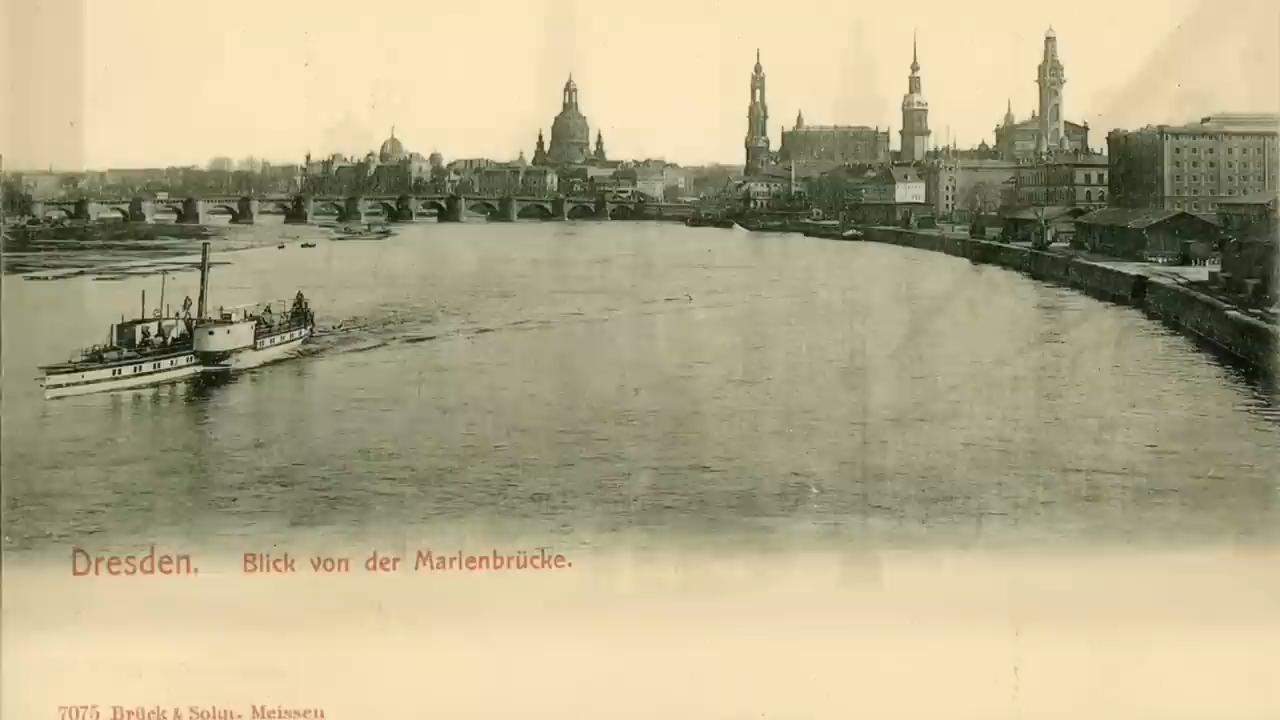 Dresden. Blick von der Marienbrücke.
7075 Brück & Sohn. Meissen